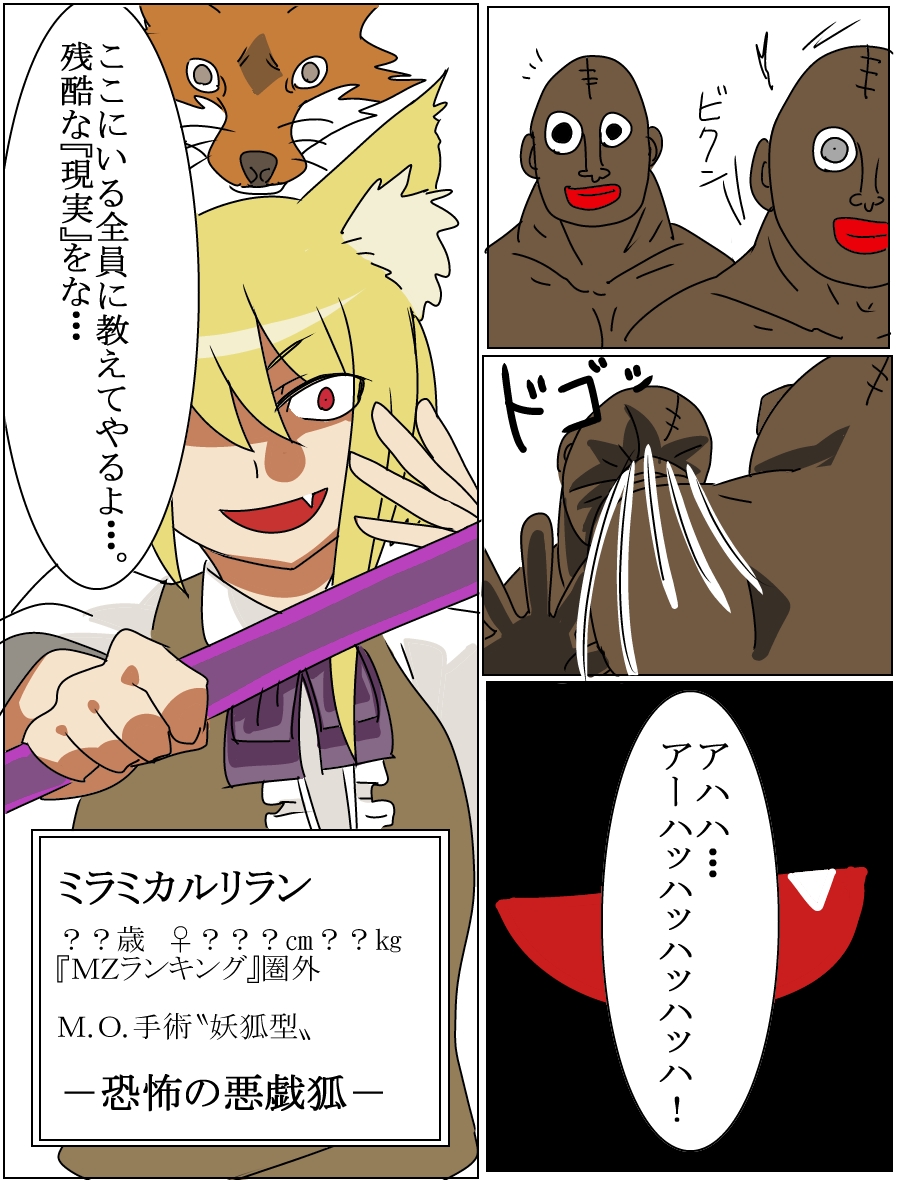 ビクン
ドゴォ
アハハ…
アーハッハッハッハッハ！
ここにいる全員に教えてやるよ…。
残酷な『現実』をな…
ミラミカルリラン
？？歳　♀？？？㎝？？㎏
『MZランキング』圏外
M.O.手術〝妖狐型〟
－恐怖の悪戯狐－